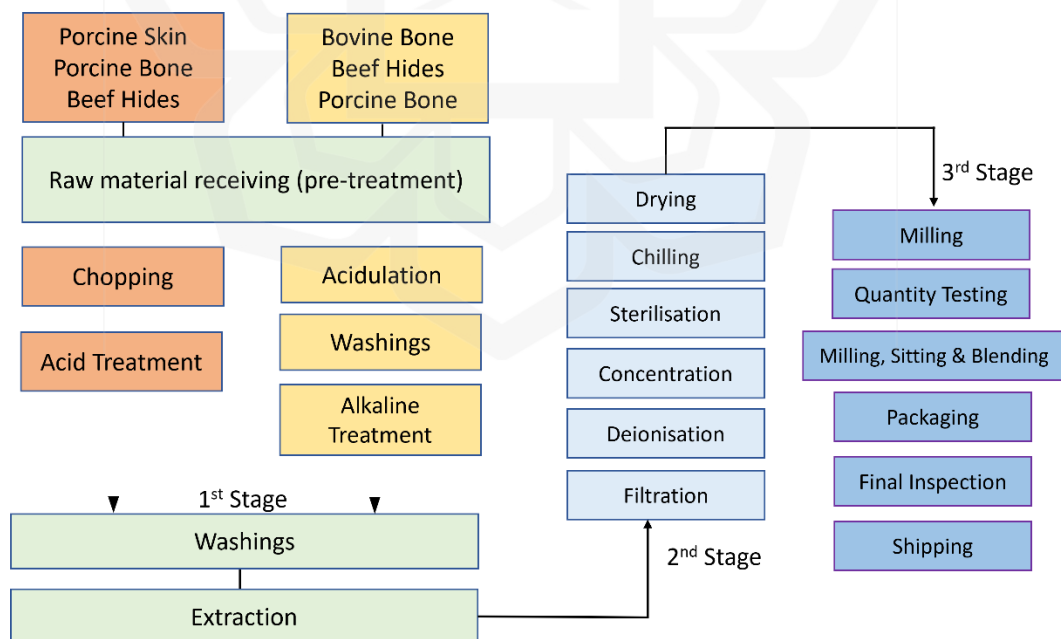 Porcine Skin
Porcine Bone
Beef Hides
Bovine Bone
Beef Hides
Porcine Bone
Raw material receiving (pre-treatment)
Chopping
Acid Treatment
Acidulation
Washings
Alkaline
Treatment
1st Stage
Washings
Extraction
2nd Stage
Drying
Chilling
Sterilisation
Concentration
Deionisation
Filtration
3rd Stage
Milling
Quantity Testing
Milling, Sitting & Blending
Packaging
Final Inspection
Shipping